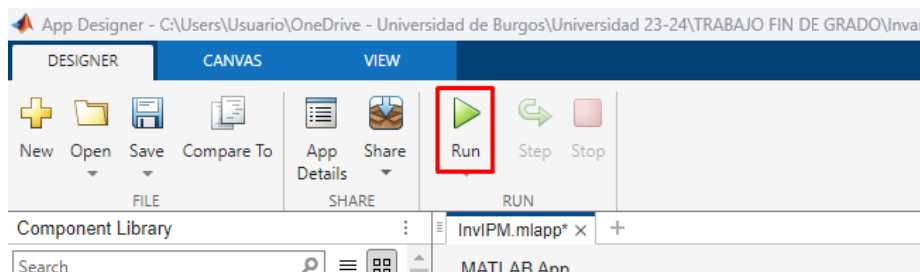 App Designer - C:\Users\Usuario\OneDrive - Universidad de Burgos\Universidad 23-24\TRABAJO FIN DE GRADO\Inva
DESIGNER CANVAS VIEW
New Open Save Compare To App Details Share Run Step Stop
FILE SHARE RUN
Component Library InvIPM.mlapp*
Search MATLAB App